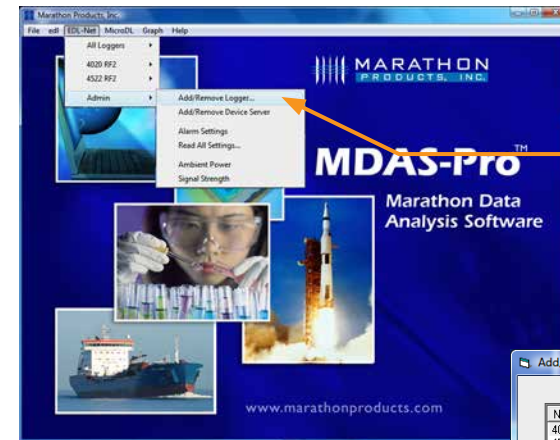 Marathon Products, Inc.
File edl EDL-Net MicroDL Graph Help
All Loggers
4020 RF2
4522 RF2
Admin
Add/Remove Logger...
Add/Remove Device Server
Alarm Settings
Read All Settings...
Ambient Power
Signal Strength
MARATHON
PRODUCTS, INC.
MDAS-Pro™
Marathon Data
Analysis Software
www.marathonproducts.com
Add
N
40